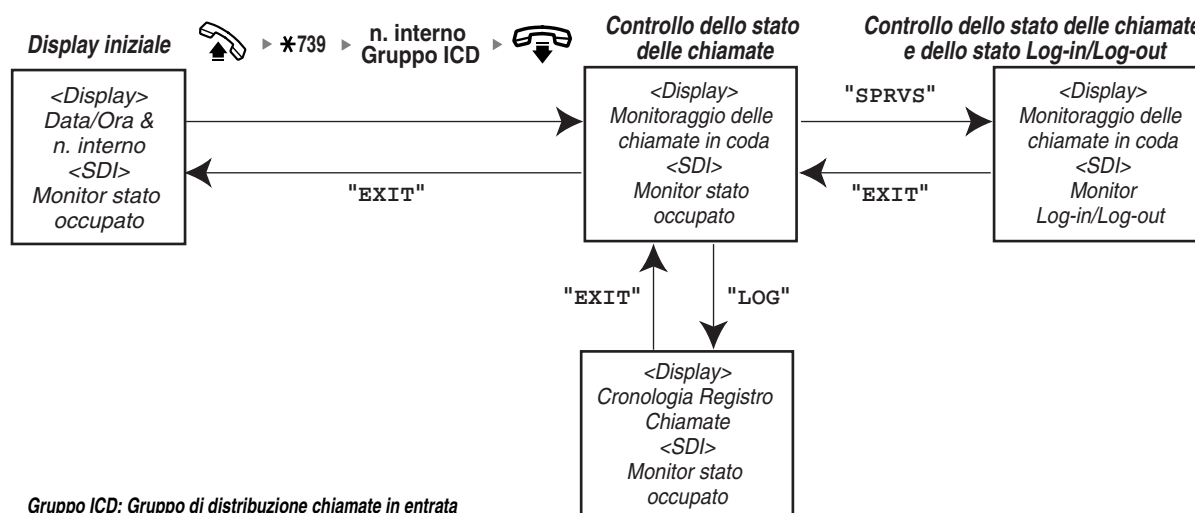 Display iniziale
*739
n. interno
Gruppo ICD
Controllo dello stato
delle chiamate
Controllo dello stato delle chiamate
e dello stato Log-in/Log-out
<Display>
Data/Ora &
n. interno
<SDI>
Monitor stato
occupato
<Display>
Monitoraggio delle
chiamate in coda
<SDI>
Monitor stato
occupato
"SPRVS"
<Display>
Monitoraggio delle
chiamate in coda
<SDI>
Monitor
Log-in/Log-out
"EXIT"
"EXIT"
"EXIT"
"LOG"
<Display>
Cronologia Registro
Chiamate
<SDI>
Monitor stato
occupato
Gruppo ICD: Gruppo di distribuzione chiamate in entrata